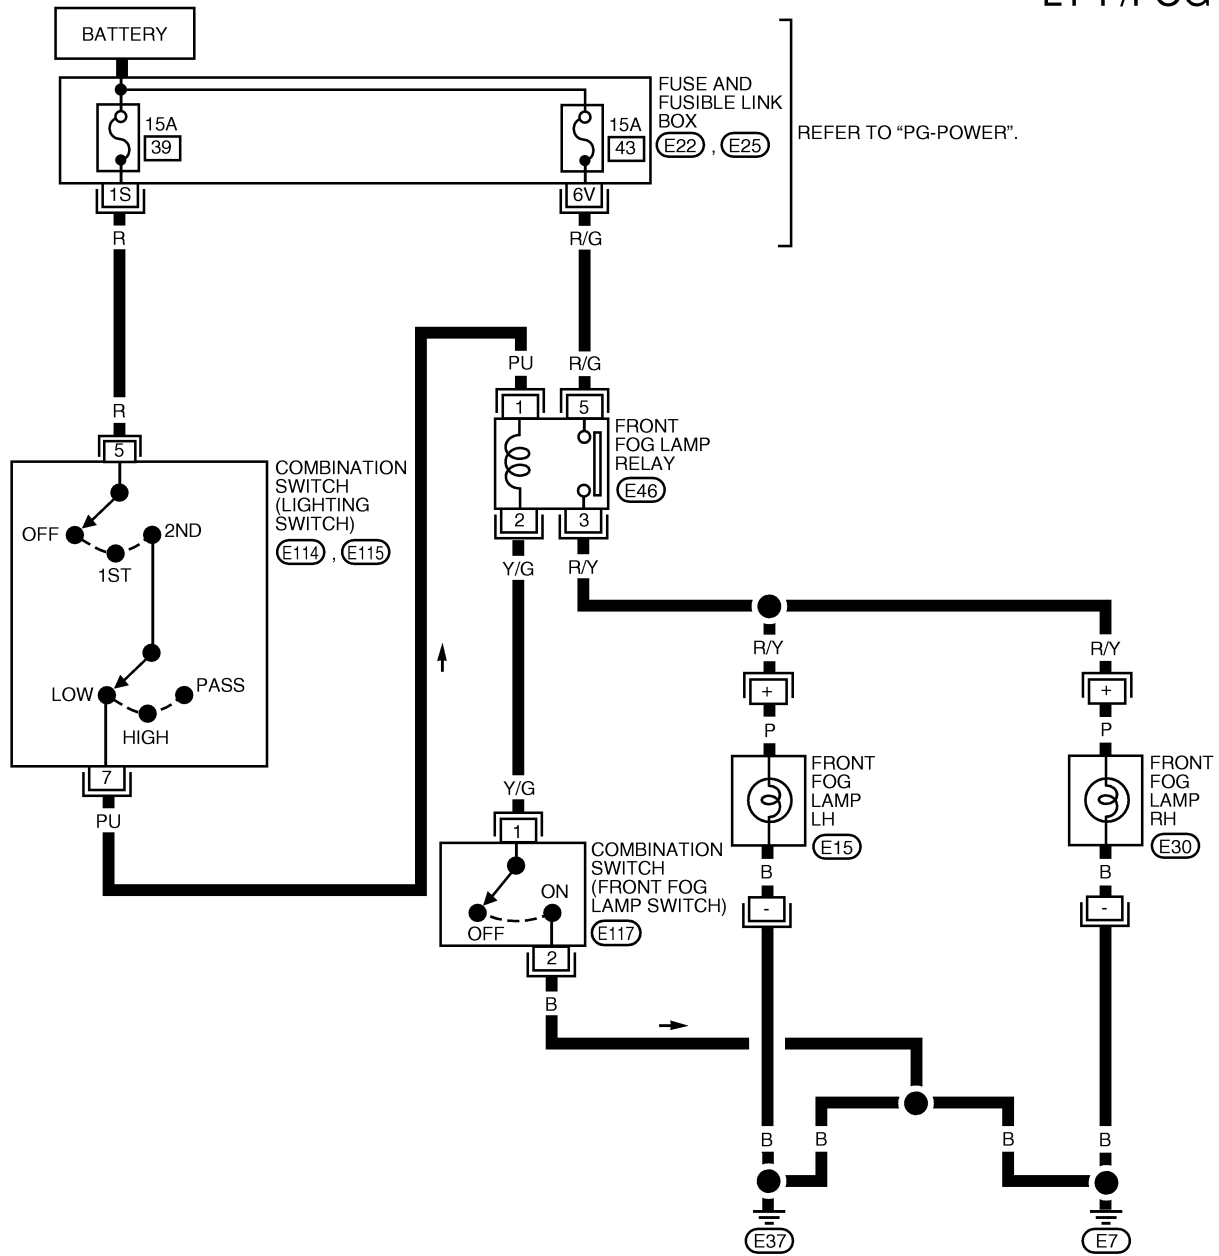 BATTERY
FUSE AND
FUSIBLE LINK
BOX
E22 , E25
REFER TO “PG-POWER”.
15A
39
15A
43
1S
6V
R
R/G
PU
R/G
R
1
5
5
FRONT
FOG LAMP
RELAY
E46
COMBINATION
SWITCH
(LIGHTING
SWITCH)
E114 , E115
OFF
2ND
1ST
2
3
Y/G
R/Y
LOW
PASS
HIGH
R/Y
R/Y
+
+
P
P
7
PU
Y/G
FRONT
FOG
LAMP
LH
E15
FRONT
FOG
LAMP
RH
E30
1
COMBINATION
SWITCH
(FRONT FOG
LAMP SWITCH)
E117
ON
OFF
B
B
-
-
2
B
B
B
B
B
E37
E7